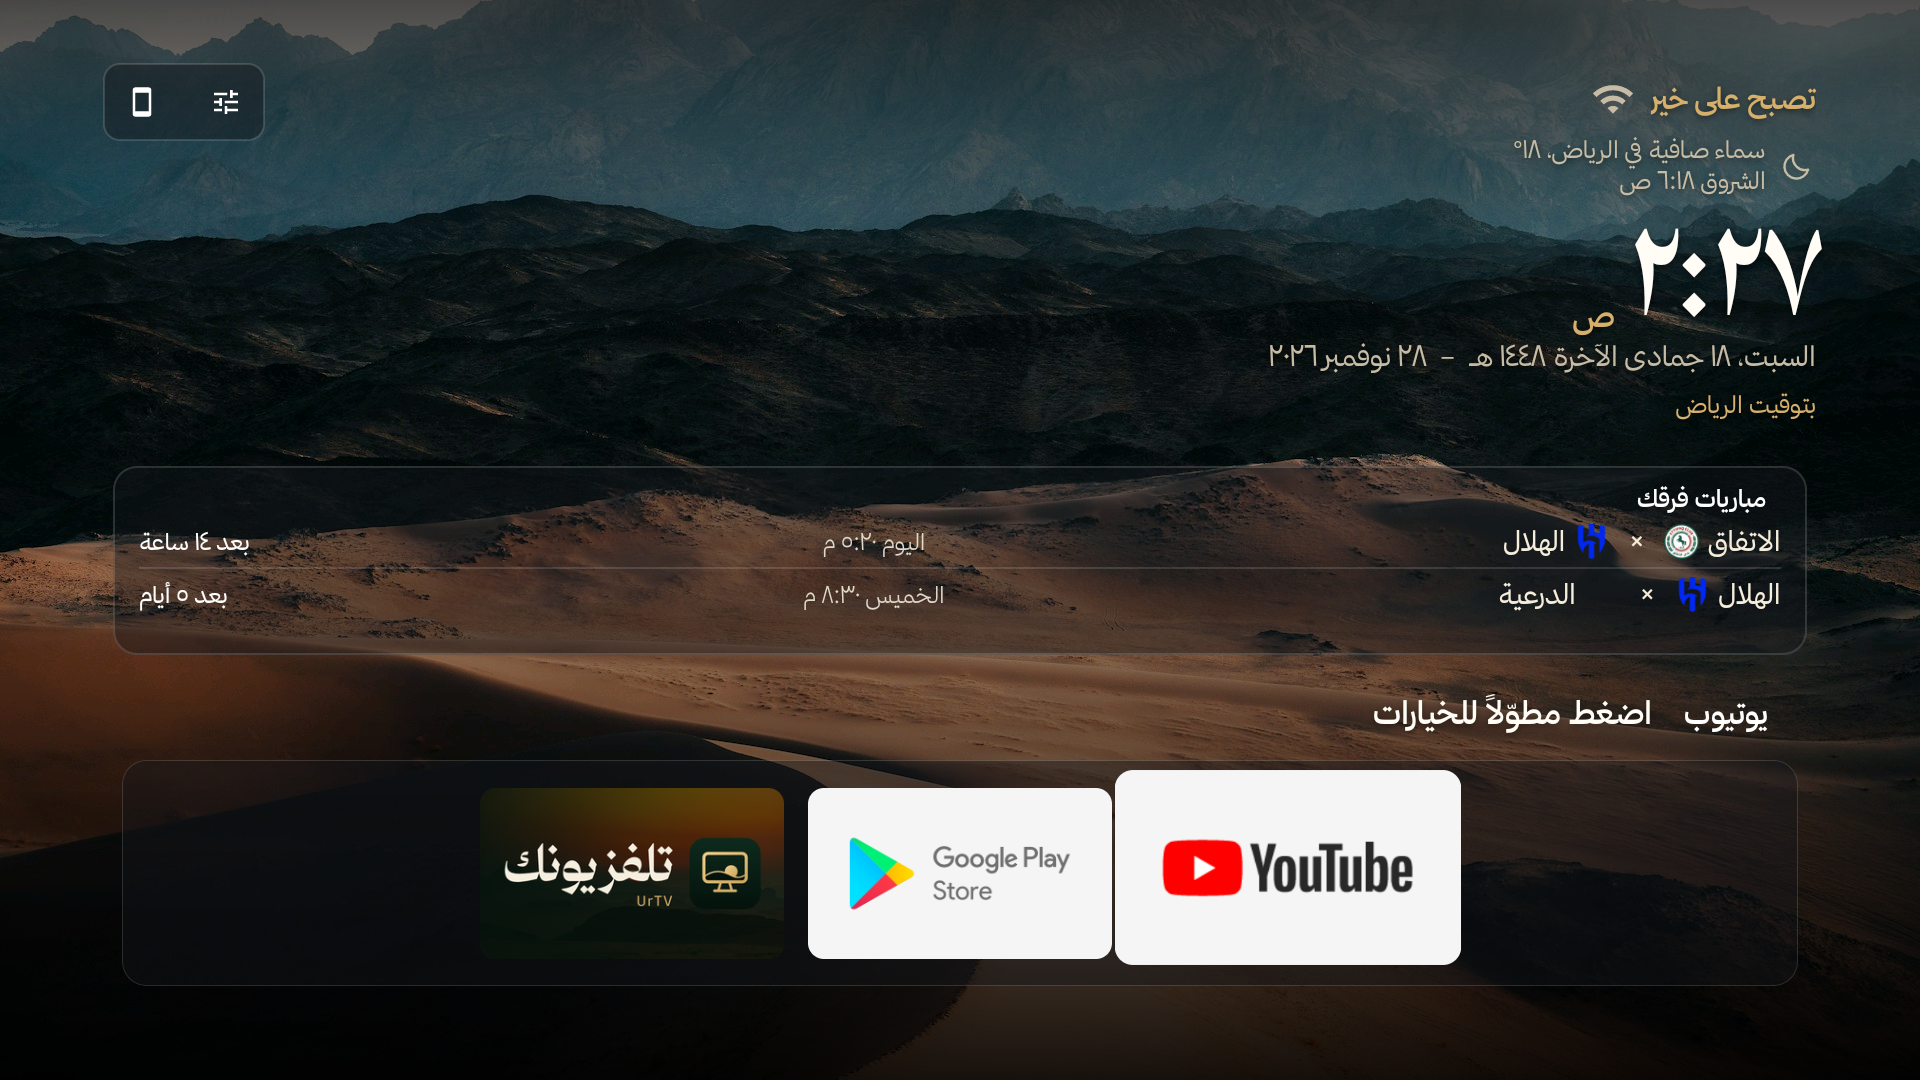 تصبح على خير
سماء صافية في الرياض، ١٨°
الشروق ٦:١٨ ص
٢:٢٧ ص
السبت، ١٨ جمادى الآخرة ١٤٤٨ هـ – ٢٨ نوفمبر ٢٠٢٦
بتوقيت الرياض
مباريات فرقك
الاتفاق × الهلال اليوم ٥:٢٠ م بعد ١٤ ساعة
الهلال × الدرعية الخميس ٨:٣٠ م بعد ٥ أيام
يوتيوب اضغط مطوّلاً للخيارات
YouTube
Google Play
Store
تلفزيونك
UrTV